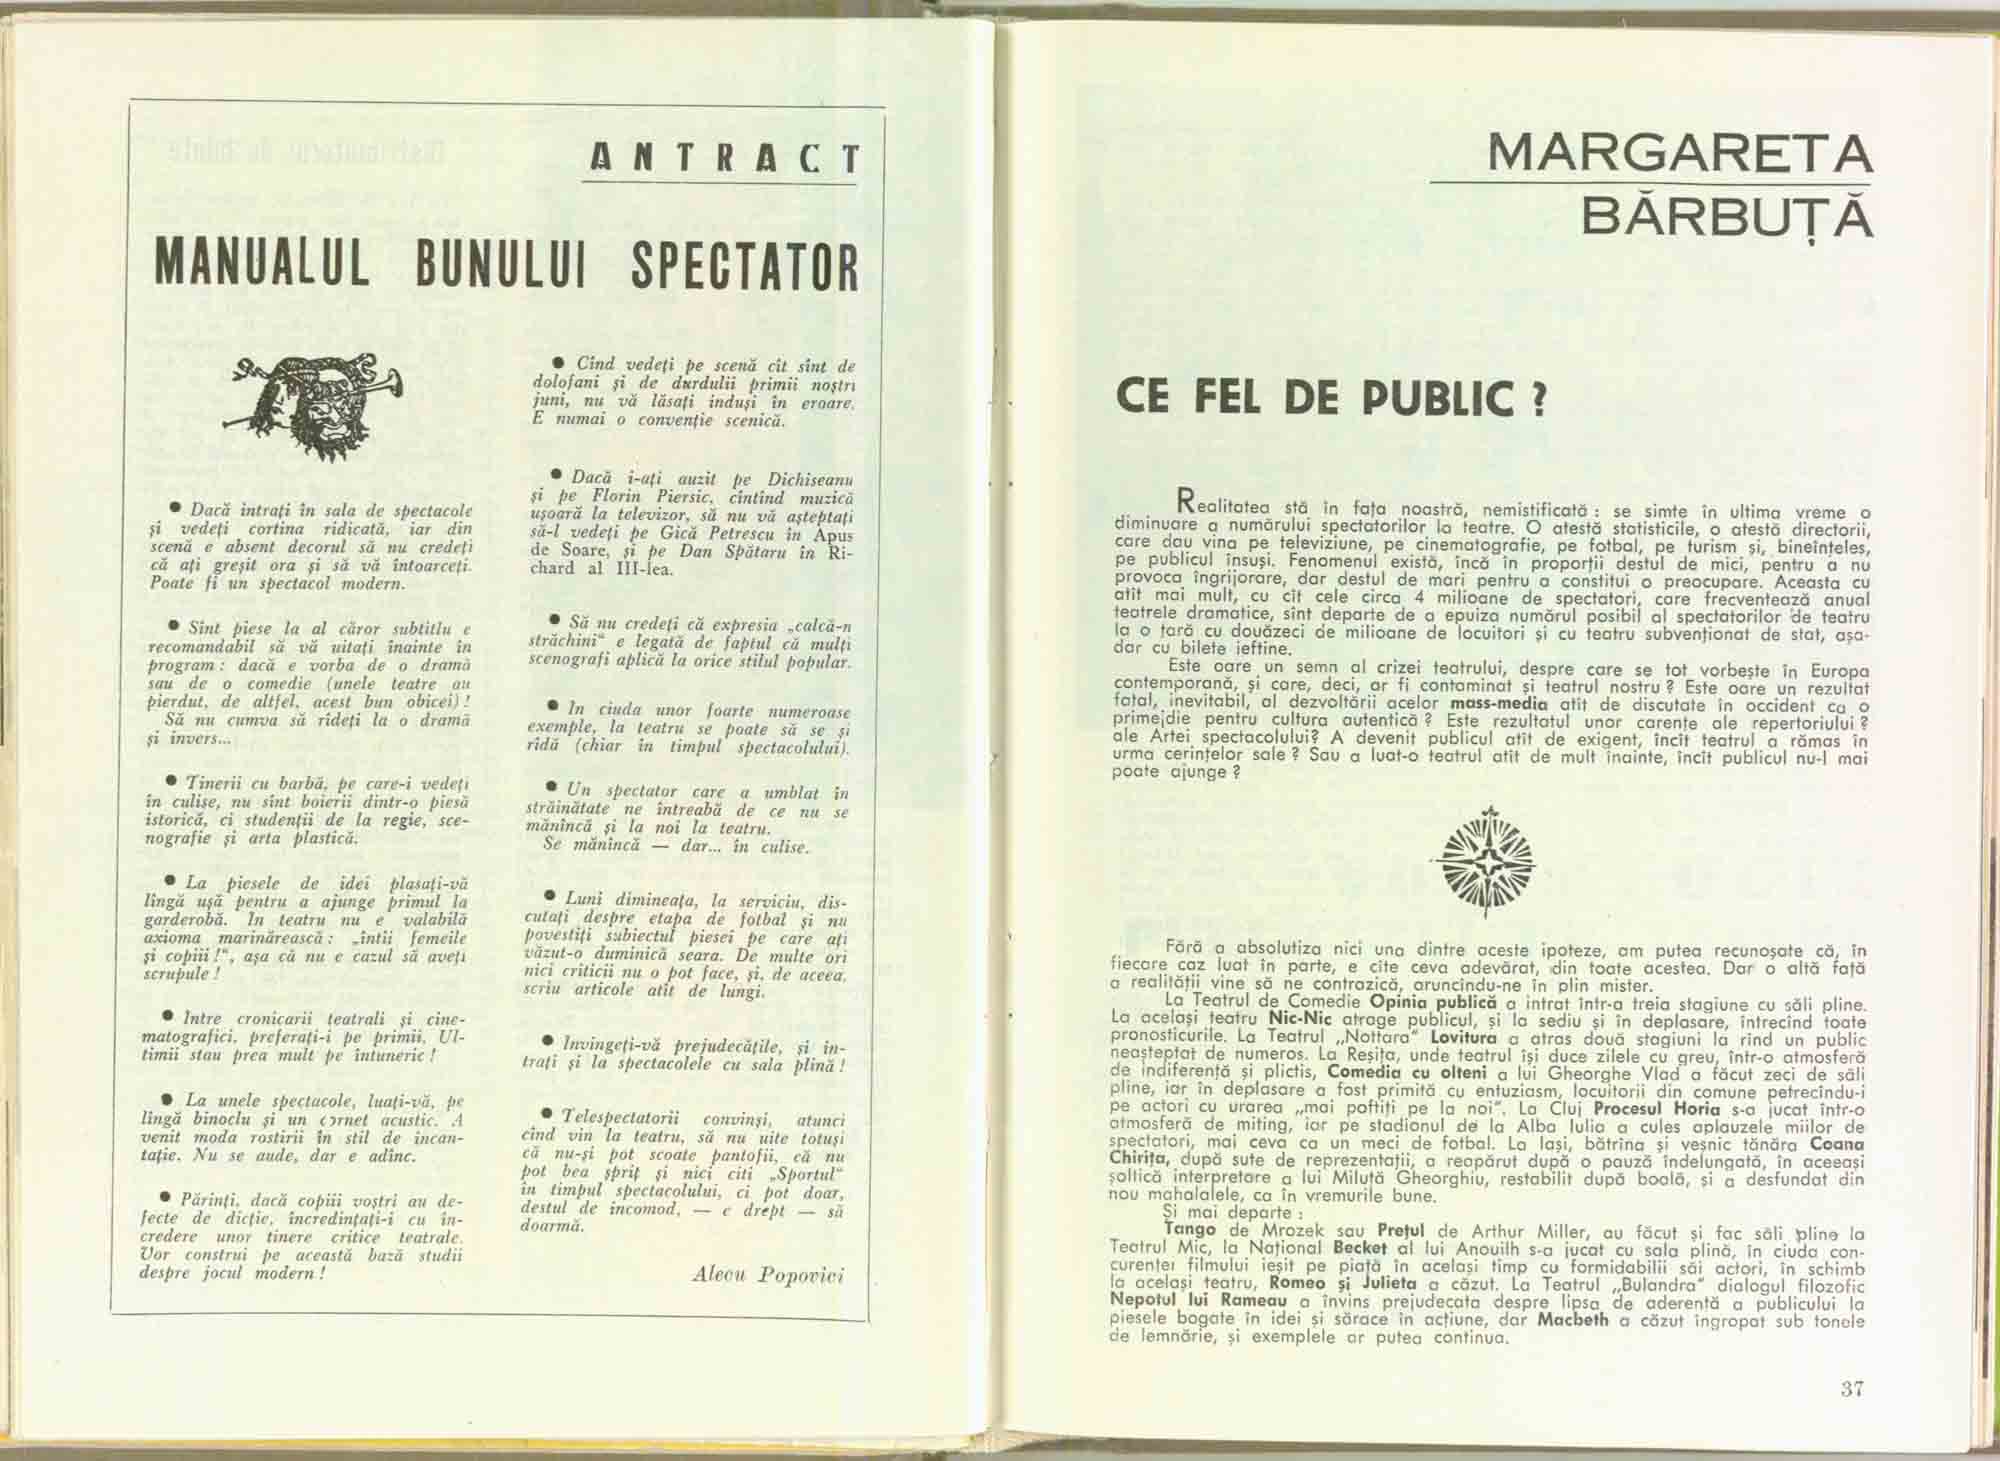 ANTRACT
MANUALUL BUNULUI SPECTATOR
● Dacă intrați în sala de spectacole
și vedeți cortina ridicată, iar din
scenă e absent decorul să nu credeți
că ați greșit ora și să vă întoarceți.
Poate fi un spectacol modern.
● Sînt piese la al căror subtitlu e
recomandabil să vă uitați înainte în
program : dacă e vorba de o dramă
sau de o comedie (unele teatre au
pierdut, de altfel, acest bun obicei) !
Să nu cumva să rîdeți la o dramă
și invers...
● Tinerii cu barbă, pe care-i vedeți
în culise, nu sînt boierii dintr-o piesă
istorică, ci studenții de la regie, sce-
nografie și arta plastică.
● La piesele de idei plasați-vă
lîngă ușă pentru a ajunge primul la
garderobă. In teatru nu e valabilă
axioma marinărească : „întîi femeile
și copiii !“, așa că nu e cazul să aveți
scrupule !
● Intre cronicarii teatrali și cine-
matografici, preferați-i pe primii. Ul-
timii stau prea mult pe întuneric !
● La unele spectacole, luați-vă, pe
lîngă binoclu și un cornet acustic. A
venit moda rostirii în stil de incan-
tație. Nu se aude, dar e adînc.
● Părinți, dacă copiii voștri au de-
fecte de dicție, încredințați-i cu în-
credere unor tinere critice teatrale.
Vor construi pe această bază studii
despre jocul modern !
● Cînd vedeți pe scenă cît sînt de
dolofani și de durdulii primii noștri
juni, nu vă lăsați induși în eroare.
E numai o convenție scenică.
● Dacă i-ați auzit pe Dichiseanu
și pe Florin Piersic, cîntînd muzică
ușoară la televizor, să nu vă așteptați
să-l vedeți pe Gică Petrescu în Apus
de Soare, și pe Dan Spătaru în Ri-
chard al III-lea.
● Să nu credeți că expresia „calcă-n
străchini“ e legată de faptul că mulți
scenografi aplică la orice stilul popular.
● In ciuda unor foarte numeroase
exemple, la teatru se poate să se și
rîdă (chiar în timpul spectacolului).
● Un spectator care a umblat în
străinătate ne întreabă de ce nu se
mănîncă și la noi la teatru.
Se mănîncă — dar... în culise.
● Luni dimineața, la serviciu, dis-
cutați despre etapa de fotbal și nu
povestiți subiectul piesei pe care ați
văzut-o duminică seara. De multe ori
nici criticii nu o pot face, și, de aceea,
scriu articole atît de lungi.
● Invingeți-vă prejudecățile, și in-
trați și la spectacolele cu sala plină !
● Telespectatorii convinși, atunci
cînd vin la teatru, să nu uite totuși
că nu-și pot scoate pantofii, că nu
pot bea șpriț și nici citi „Sportul“
în timpul spectacolului, ci pot doar,
destul de incomod, — e drept — să
doarmă.
Alecu Popovici
MARGARETA
BĂRBUȚĂ
CE FEL DE PUBLIC ?
Realitatea stă în fața noastră, nemistificată : se simte în ultima vreme o
diminuare a numărului spectatorilor la teatre. O atestă statisticile, o atestă directorii,
care dau vina pe televiziune, pe cinematografie, pe fotbal, pe turism și, bineînțeles,
pe publicul însuși. Fenomenul există, încă în proporții destul de mici, pentru a nu
provoca îngrijorare, dar destul de mari pentru a constitui o preocupare. Aceasta cu
atît mai mult, cu cît cele circa 4 milioane de spectatori, care frecventează anual
teatrele dramatice, sînt departe de a epuiza numărul posibil al spectatorilor de teatru
la o țară cu douăzeci de milioane de locuitori și cu teatru subvenționat de stat, așa-
dar cu bilete ieftine.
Este oare un semn al crizei teatrului, despre care se tot vorbește în Europa
contemporană, și care, deci, ar fi contaminat și teatrul nostru ? Este oare un rezultat
fatal, inevitabil, al dezvoltării acelor mass-media atît de discutate în occident ca o
primejdie pentru cultura autentică ? Este rezultatul unor carențe ale repertoriului ?
ale Artei spectacolului? A devenit publicul atît de exigent, încît teatrul a rămas în
urma cerințelor sale ? Sau a luat-o teatrul atît de mult înainte, încît publicul nu-l mai
poate ajunge ?
Fără a absolutiza nici una dintre aceste ipoteze, am putea recunoșate că, în
fiecare caz luat în parte, e cîte ceva adevărat, din toate acestea. Dar o altă față
a realității vine să ne contrazică, aruncîndu-ne în plin mister.
La Teatrul de Comedie Opinia publică a intrat într-a treia stagiune cu săli pline.
La același teatru Nic-Nic atrage publicul, și la sediu și în deplasare, întrecînd toate
pronosticurile. La Teatrul „Nottara“ Lovitura a atras două stagiuni la rînd un public
neașteptat de numeros. La Reșița, unde teatrul își duce zilele cu greu, într-o atmosferă
de indiferență și plictis, Comedia cu olteni a lui Gheorghe Vlad a făcut zeci de săli
pline, iar în deplasare a fost primită cu entuziasm, locuitorii din comune petrecîndu-i
pe actori cu urarea „mai poftiți pe la noi“. La Cluj Procesul Horia s-a jucat într-o
atmosferă de miting, iar pe stadionul de la Alba Iulia a cules aplauzele miilor de
spectatori, mai ceva ca un meci de fotbal. La Iași, bătrîna și veșnic tânăra Coana
Chirița, după sute de reprezentații, a reapărut după o pauză îndelungată, în aceeași
șoltică interpretare a lui Miluță Gheorghiu, restabilit după boală, și a desfundat din
nou mahalalele, ca în vremurile bune.
Și mai departe :
Tango de Mrozek sau Prețul de Arthur Miller, au făcut și fac săli pline la
Teatrul Mic, la Național Becket al lui Anouilh s-a jucat cu sala plină, în ciuda con-
curenței filmului ieșit pe piață în același timp cu formidabilii săi actori, în schimb
la același teatru, Romeo și Julieta a căzut. La Teatrul „Bulandra“ dialogul filozofic
Nepotul lui Rameau a învins prejudecata despre lipsa de aderență a publicului la
piesele bogate în idei și sărace în acțiune, dar Macbeth a căzut îngropat sub tonele
de lemnărie, și exemplele ar putea continua.
37